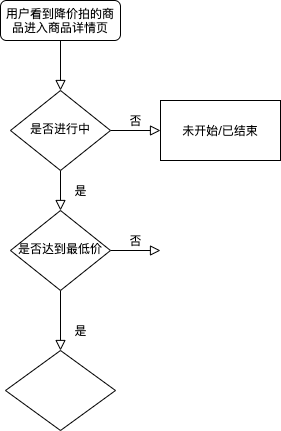 用户看到降价拍的商
品进入商品详情页
是否进行中
否
未开始/已结束
是
是否达到最低价
否
是